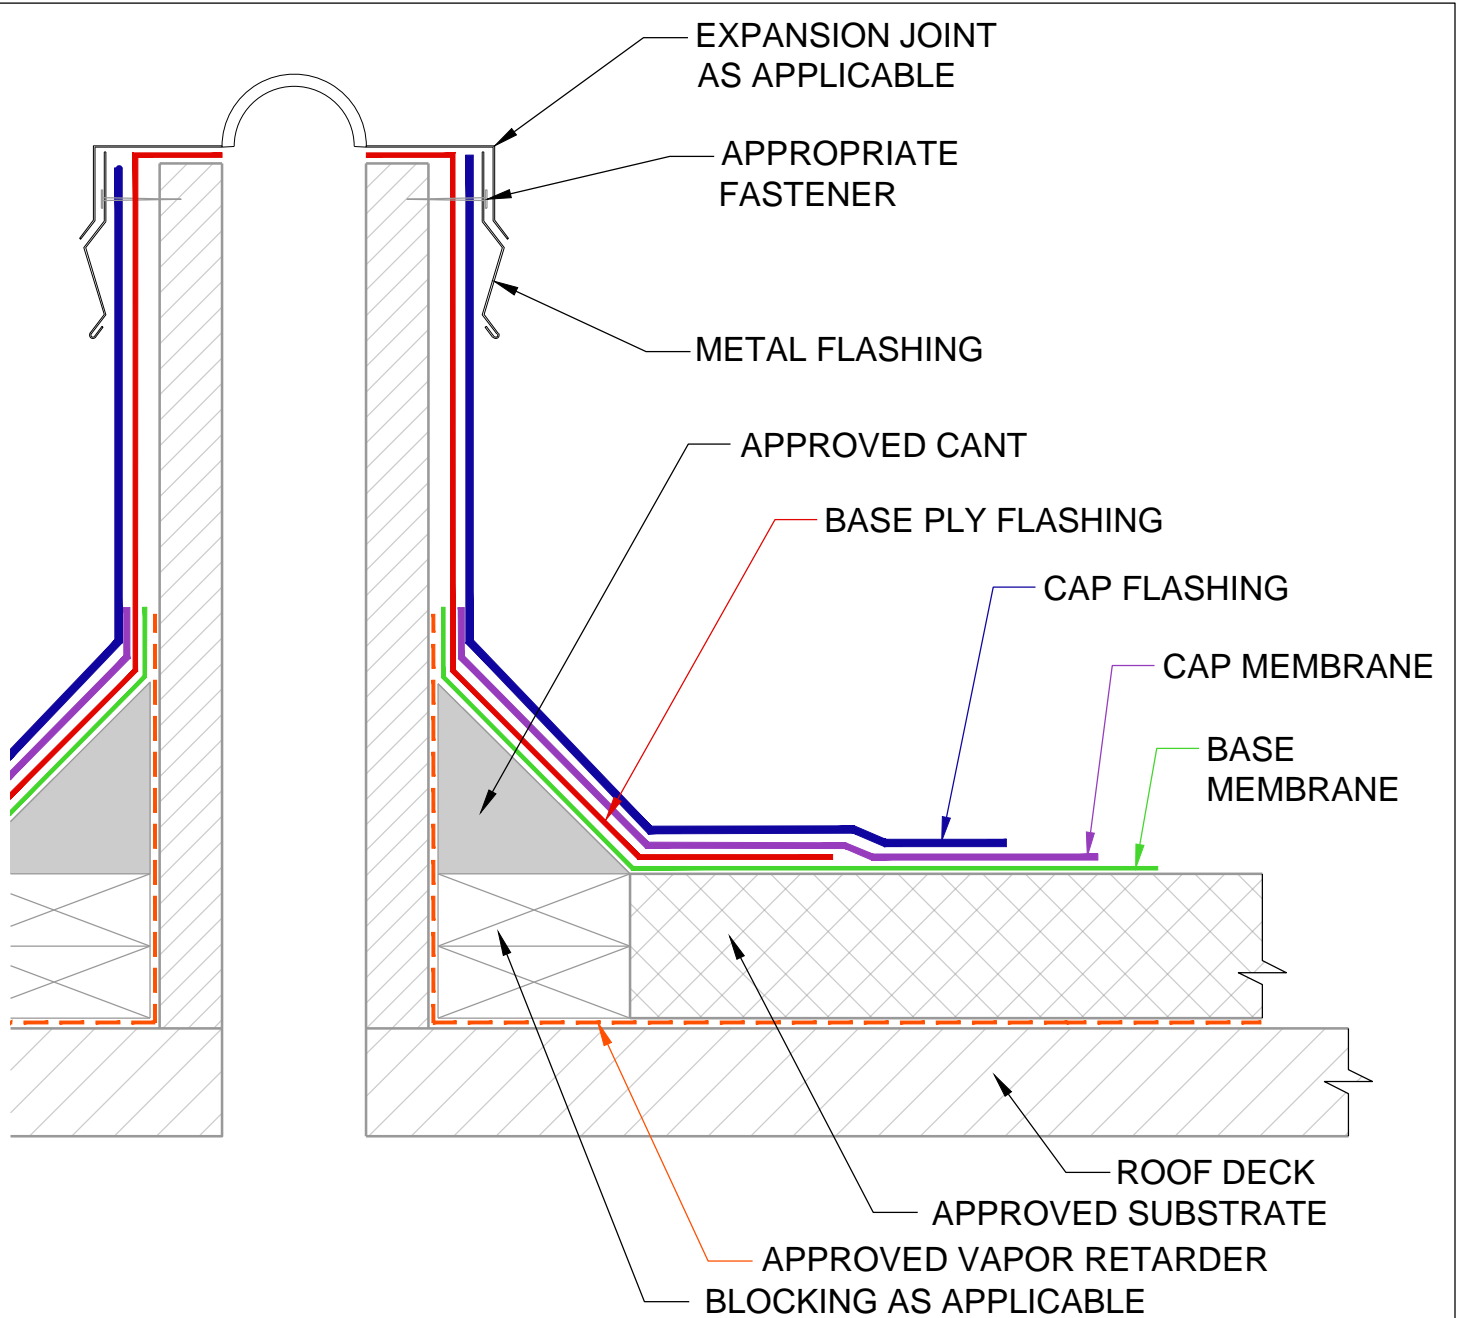 EXPANSION JOINT
AS APPLICABLE
APPROPRIATE
FASTENER
METAL FLASHING
APPROVED CANT
BASE PLY FLASHING
CAP FLASHING
CAP MEMBRANE
BASE
MEMBRANE
ROOF DECK
APPROVED SUBSTRATE
APPROVED VAPOR RETARDER
BLOCKING AS APPLICABLE